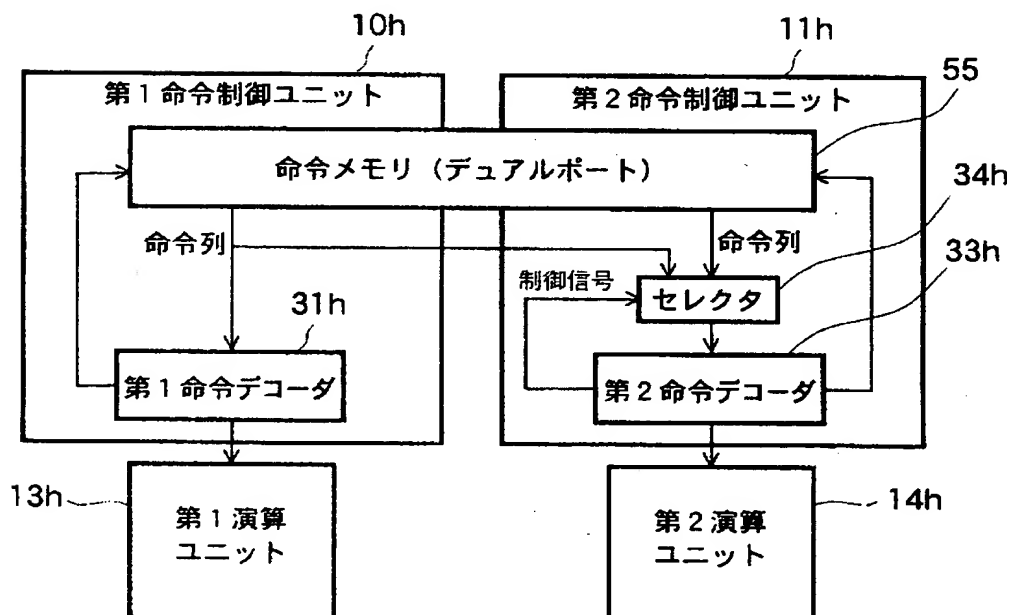 10h
11h
第1命令制御ユニット
第2命令制御ユニット
55
命令メモリ（デュアルポート）
34h
命令列
命令列
33h
制御信号
セレクタ
31h
第1命令デコーダ
第2命令デコーダ
13h
14h
第1演算
ユニット
第2演算
ユニット